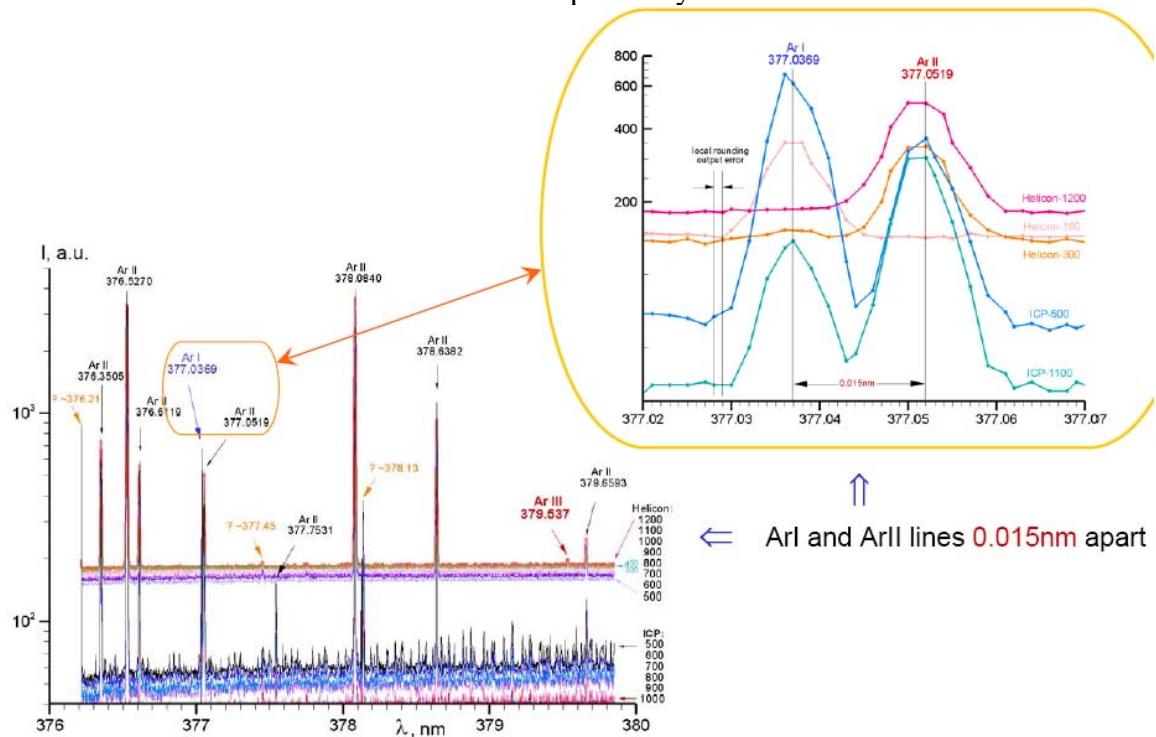 Ar I
377.0369
Ar II
377.0519
800
600
400
200
local rounding
output error
Helicon-1200
Helicon-160
Helicon-300
ICP-500
ICP-1100
0.015nm
377.02
377.03
377.04
377.05
377.06
377.07
I, a.u.
Ar II
376.5270
Ar II
378.0840
Ar II
378.6382
Ar II
376.3505
Ar I
377.0369
? ~376.21
Ar II
376.6119
Ar II
377.0519
10³
? ~378.13
Ar II
379.6593
? ~377.45
Ar II
377.7531
Ar III
379.537
Helicon:
1200
1100
1000
900
800
700
600
500
10²
ICP:
500
600
700
800
900
1000
376
377
378
379
380
λ, nm
⇑
⇐ ArI and ArII lines 0.015nm apart